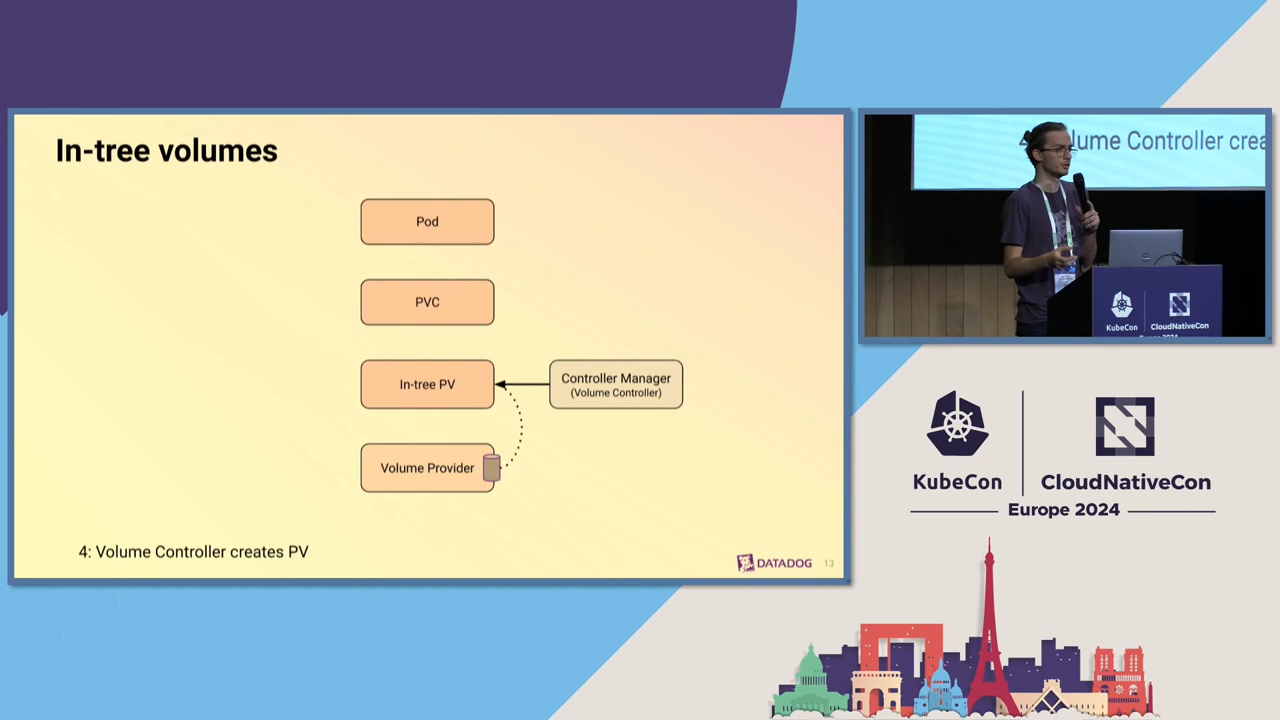 In-tree volumes
Pod
PVC
In-tree PV
Controller Manager
(Volume Controller)
Volume Provider
4: Volume Controller creates PV
DATADOG
13
lume Controller crea
KubeCon
CloudNativeCon
KubeCon
CloudNativeCon
Europe 2024